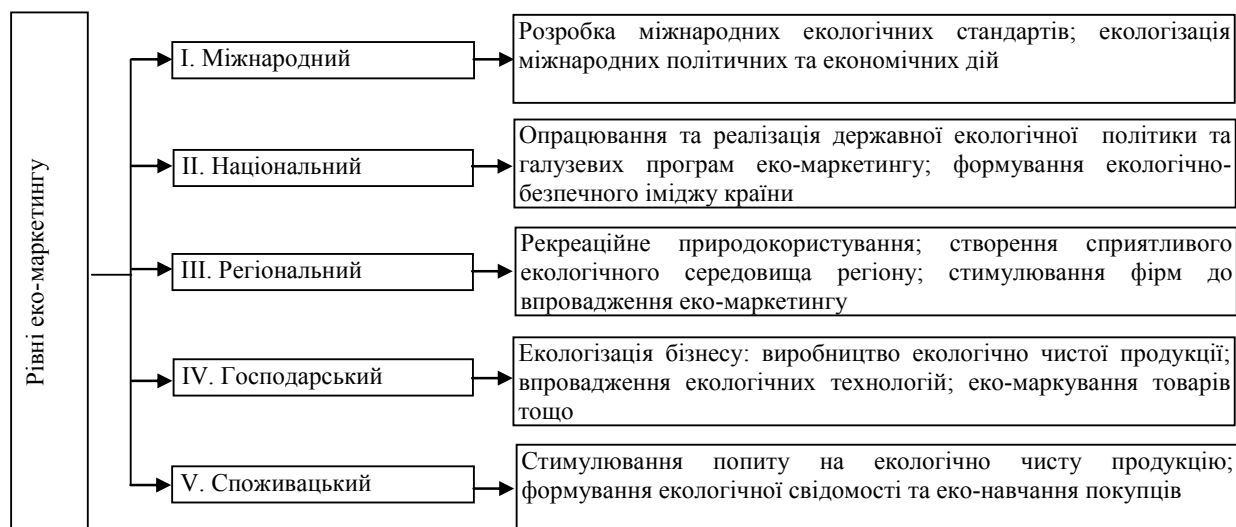 Рівні еко-маркетингу
І. Міжнародний
Розробка міжнародних екологічних стандартів; екологізація
міжнародних політичних та економічних дій
ІІ. Національний
Опрацювання та реалізація державної екологічної політики та
галузевих програм еко-маркетингу; формування екологічно-
безпечного іміджу країни
ІІІ. Регіональний
Рекреаційне природокористування; створення сприятливого
екологічного середовища регіону; стимулювання фірм до
впровадження еко-маркетингу
IV. Господарський
Екологізація бізнесу: виробництво екологічно чистої продукції;
впровадження екологічних технологій; еко-маркування товарів
тощо
V. Споживацький
Стимулювання попиту на екологічно чисту продукцію;
формування екологічної свідомості та еко-навчання покупців